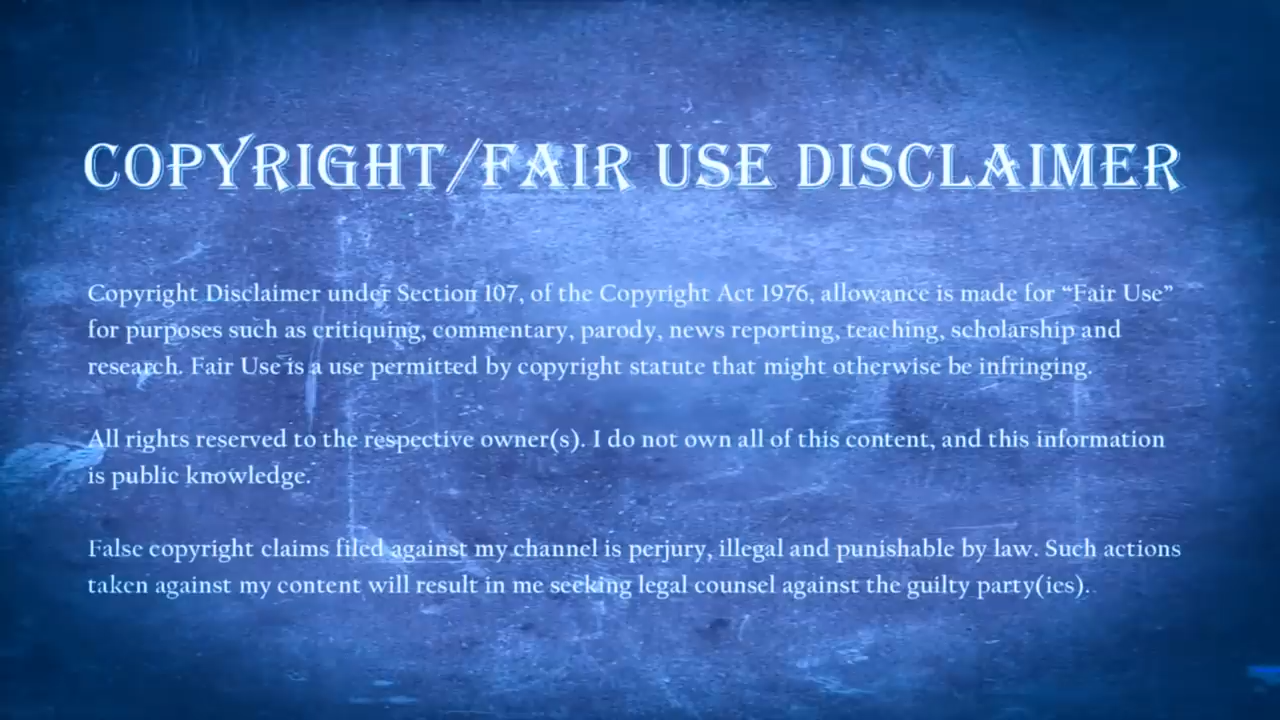 COPYRIGHT/FAIR USE DISCLAIMER
Copyright Disclaimer under Section 107, of the Copyright Act 1976, allowance is made for “Fair Use”
for purposes such as critiquing, commentary, parody, news reporting, teaching, scholarship and
research. Fair Use is a use permitted by copyright statute that might otherwise be infringing.
All rights reserved to the respective owner(s). I do not own all of this content, and this information
is public knowledge.
False copyright claims filed against my channel is perjury, illegal and punishable by law. Such actions
taken against my content will result in me seeking legal counsel against the guilty party(ies).